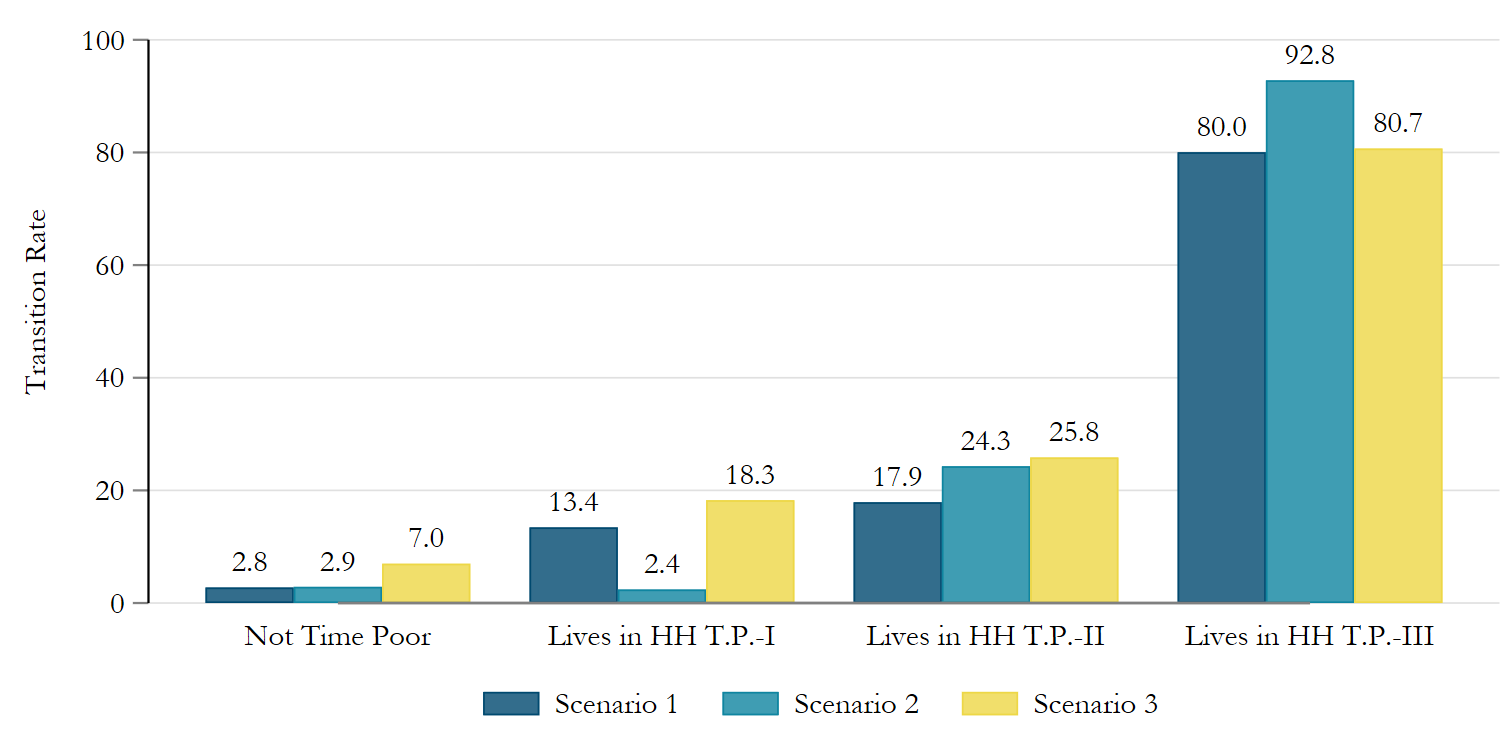 Transition Rate
100
80
60
40
20
0
2.8 2.9 7.0
13.4 2.4 18.3
17.9 24.3 25.8
80.0 92.8 80.7
Not Time Poor Lives in HH T.P.-I Lives in HH T.P.-II Lives in HH T.P.-III
Scenario 1 Scenario 2 Scenario 3